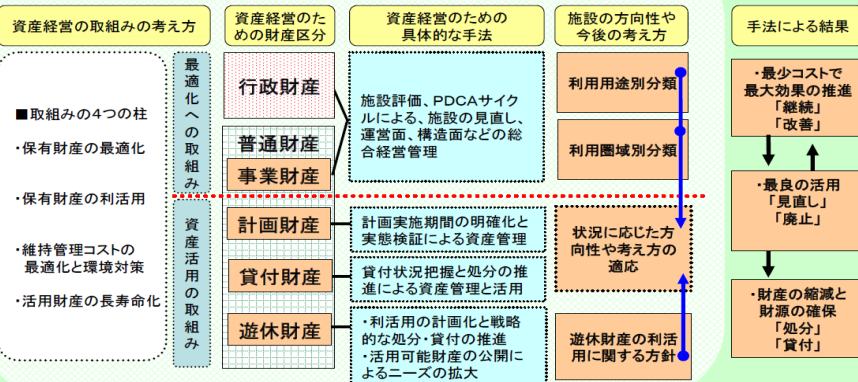 資産経営の取組みの考え方
資産経営のた
めの財産区分
資産経営のための
具体的な手法
施設の方向性や
今後の考え方
手法による結果
■取組みの4つの柱
・保有財産の最適化
・保有財産の利活用
・維持管理コストの
最適化と環境対策
・活用財産の長寿命化
最適化への取組み
資産活用の取組み
行政財産
普通財産
事業財産
計画財産
貸付財産
遊休財産
施設評価、PDCAサイク
ルによる、施設の見直し、
運営面、構造面などの総
合経営管理
計画実施期間の明確化と
実態検証による資産管理
貸付状況把握と処分の推
進による資産管理と活用
・利活用の計画化と戦略
的な処分・貸付の推進
・活用可能財産の公開に
よるニーズの拡大
利用用途別分類
利用圏域別分類
状況に応じた方
向性や考え方の
適応
遊休財産の利活
用に関する方針
・最少コストで
最大効果の推進
「継続」
「改善」
・最良の活用
「見直し」
「廃止」
・財産の縮減と
財源の確保
「処分」
「貸付」